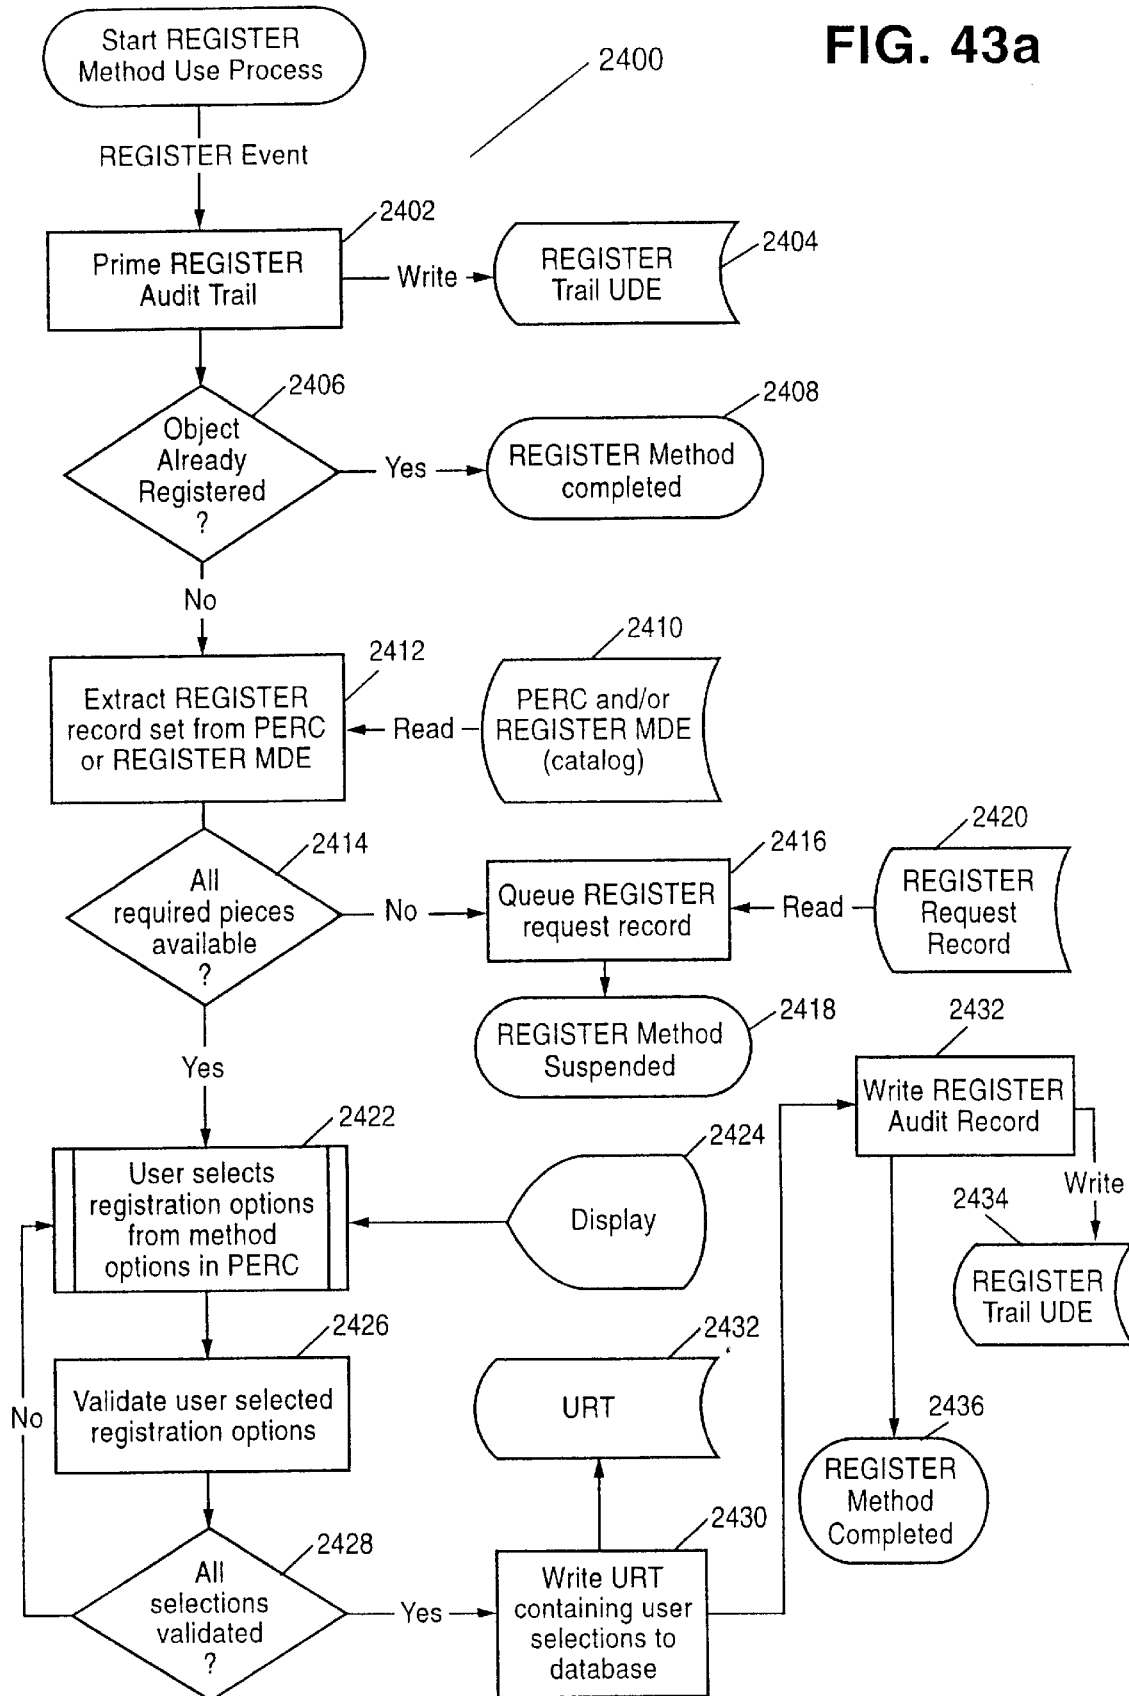 FIG. 43a
Start REGISTER
Method Use Process
2400
REGISTER Event
2402
Prime REGISTER
Audit Trail
Write
REGISTER
Trail UDE
2404
2406
Object
Already
Registered
?
Yes
2408
REGISTER Method
completed
No
2412
Extract REGISTER
record set from PERC
or REGISTER MDE
Read
2410
PERC and/or
REGISTER MDE
(catalog)
2414
All
required pieces
available
?
No
2416
Queue REGISTER
request record
Read
2420
REGISTER
Request
Record
2418
REGISTER Method
Suspended
Yes
2422
User selects
registration options
from method
options in PERC
2424
Display
2426
Validate user selected
registration options
No
2428
All
selections
validated
?
Yes
2430
Write URT
containing user
selections to
database
2432
URT
2432
Write REGISTER
Audit Record
Write
2434
REGISTER
Trail UDE
2436
REGISTER
Method
Completed